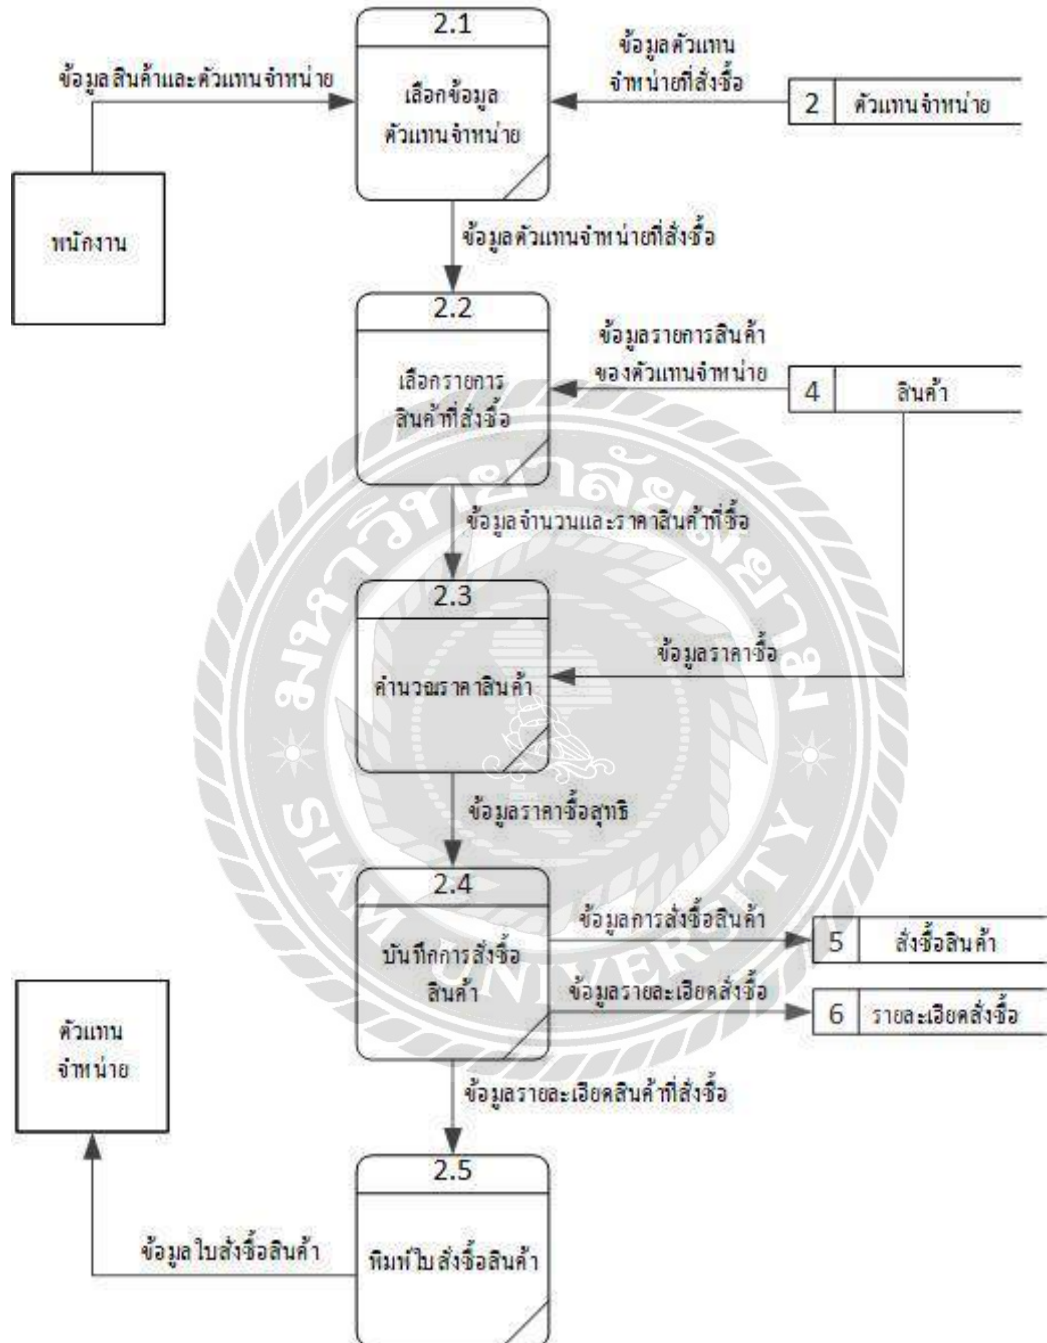 2.1
ข้อมูลสินค้าและตัวแทนจำหน่าย
เลือกข้อมูล
ตัวแทนจำหน่าย
ข้อมูลตัวแทน
จำหน่ายที่สั่งซื้อ
2 ตัวแทนจำหน่าย
พนักงาน
ข้อมูลตัวแทนจำหน่ายที่สั่งซื้อ
2.2
เลือกรายการ
สินค้าที่สั่งซื้อ
ข้อมูลรายการสินค้า
ของตัวแทนจำหน่าย
4 สินค้า
ข้อมูลจำนวนและราคาสินค้าที่ซื้อ
2.3
คำนวณราคาสินค้า
ข้อมูลราคาซื้อ
ข้อมูลราคาซื้อสุทธิ
2.4
บันทึกการสั่งซื้อ
สินค้า
ข้อมูลการสั่งซื้อสินค้า
5 สั่งซื้อสินค้า
ข้อมูลรายละเอียดสั่งซื้อ
6 รายละเอียดสั่งซื้อ
ตัวแทน
จำหน่าย
ข้อมูลรายละเอียดสินค้าที่สั่งซื้อ
2.5
พิมพ์ใบสั่งซื้อสินค้า
ข้อมูลใบสั่งซื้อสินค้า
มหาวิทยาลัยสยาม
SIAM UNIVERSITY